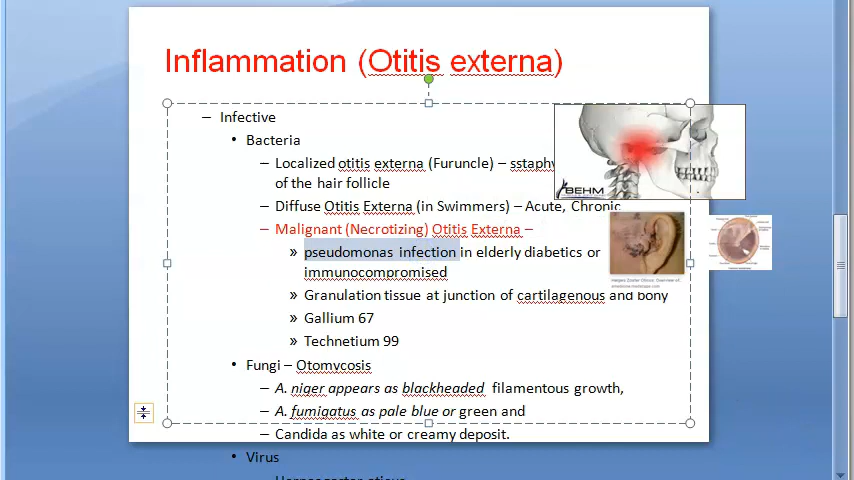 Inflammation (Otitis externa)
– Infective
• Bacteria
– Localized otitis externa (Furuncle) – sstaphy
of the hair follicle
– Diffuse Otitis Externa (in Swimmers) – Acute, Chronic
– Malignant (Necrotizing) Otitis Externa –
» pseudomonas infection in elderly diabetics or
immunocompromised
» Granulation tissue at junction of cartilagenous and bony
» Gallium 67
» Technetium 99
• Fungi – Otomycosis
– A. niger appears as blackheaded filamentous growth,
– A. fumigatus as pale blue or green and
– Candida as white or creamy deposit.
• Virus
BEHM